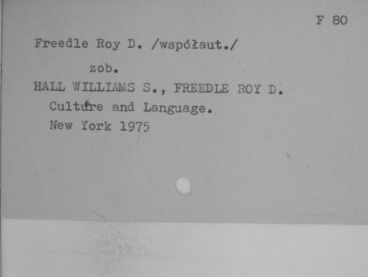 F 80
Freedle Roy D. /współaut./
zob.
HALL WILLIAMS S., FREEDLE ROY D.
Culture and Language.
New York 1975